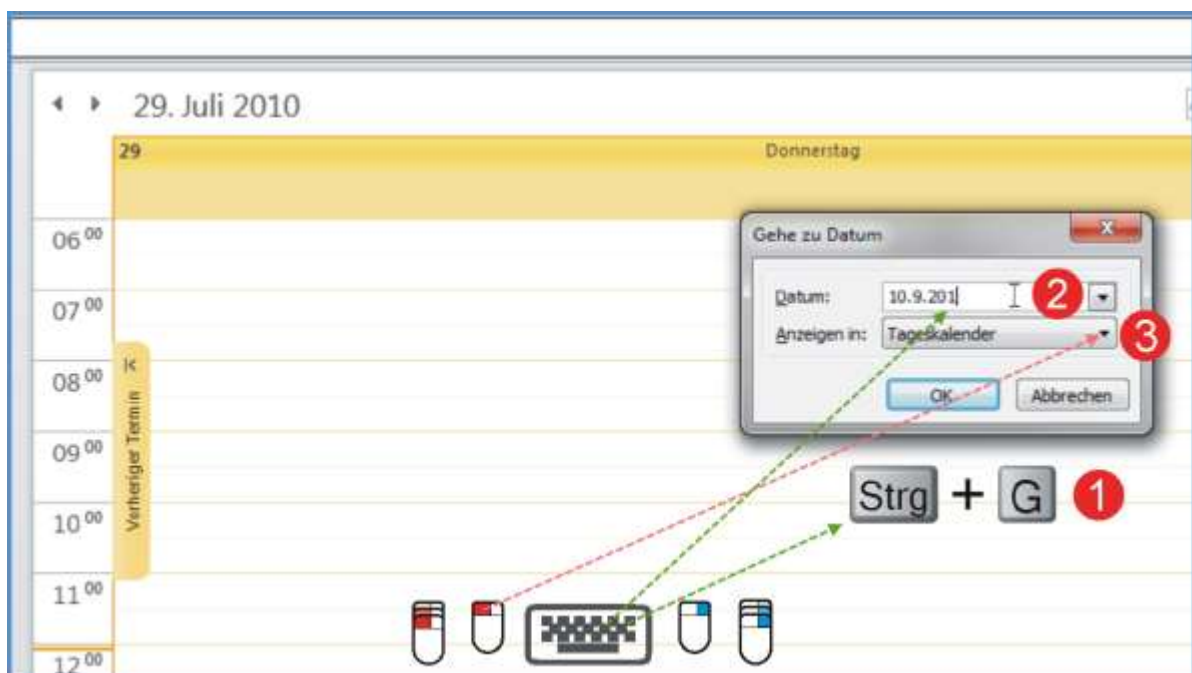 29. Juli 2010
29 Donnerstag
Gehe zu Datum
06 00
Datum: 10.9.201 2
07 00
Anzeigen in: Tageskalender 3
08 00
OK Abbrechen
Vorheriger Termin
09 00
Strg + G 1
10 00
11 00
12 00